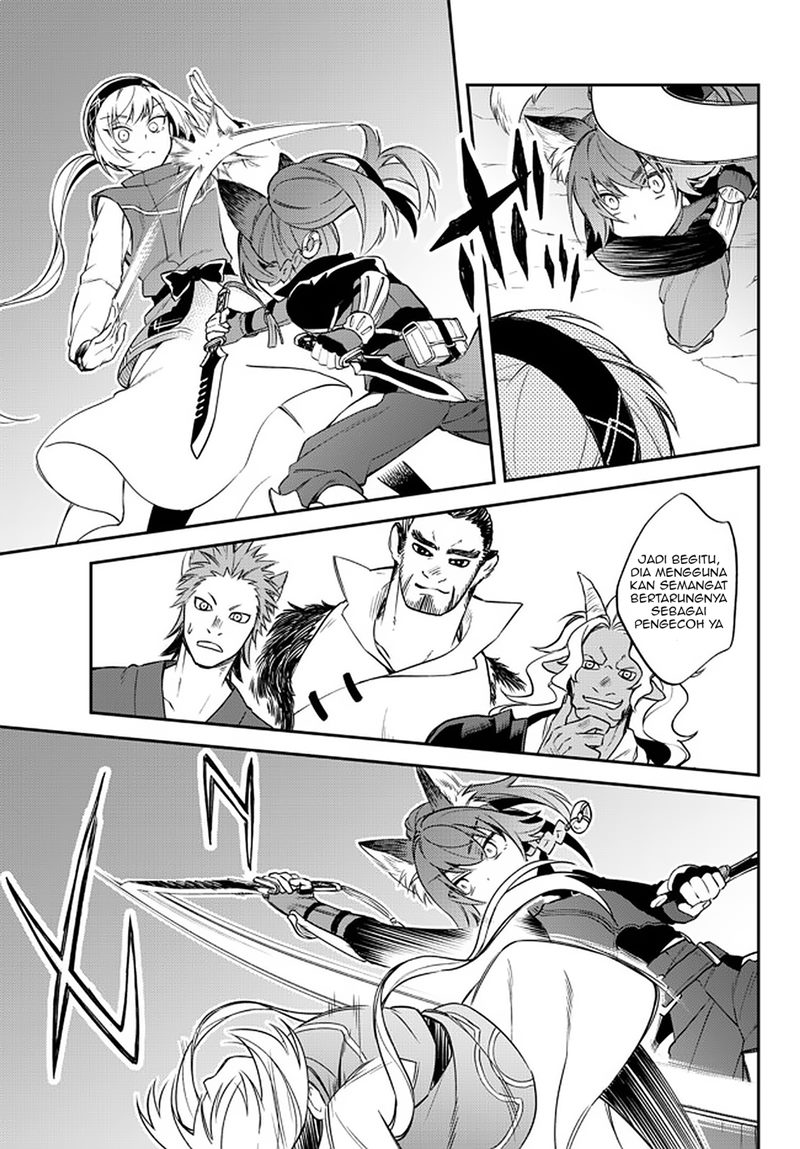 JADI BEGITU,
DIA MENGGUNA
KAN SEMANGAT
BERTARUNGNYA
SEBAGAI
PENGECOH YA